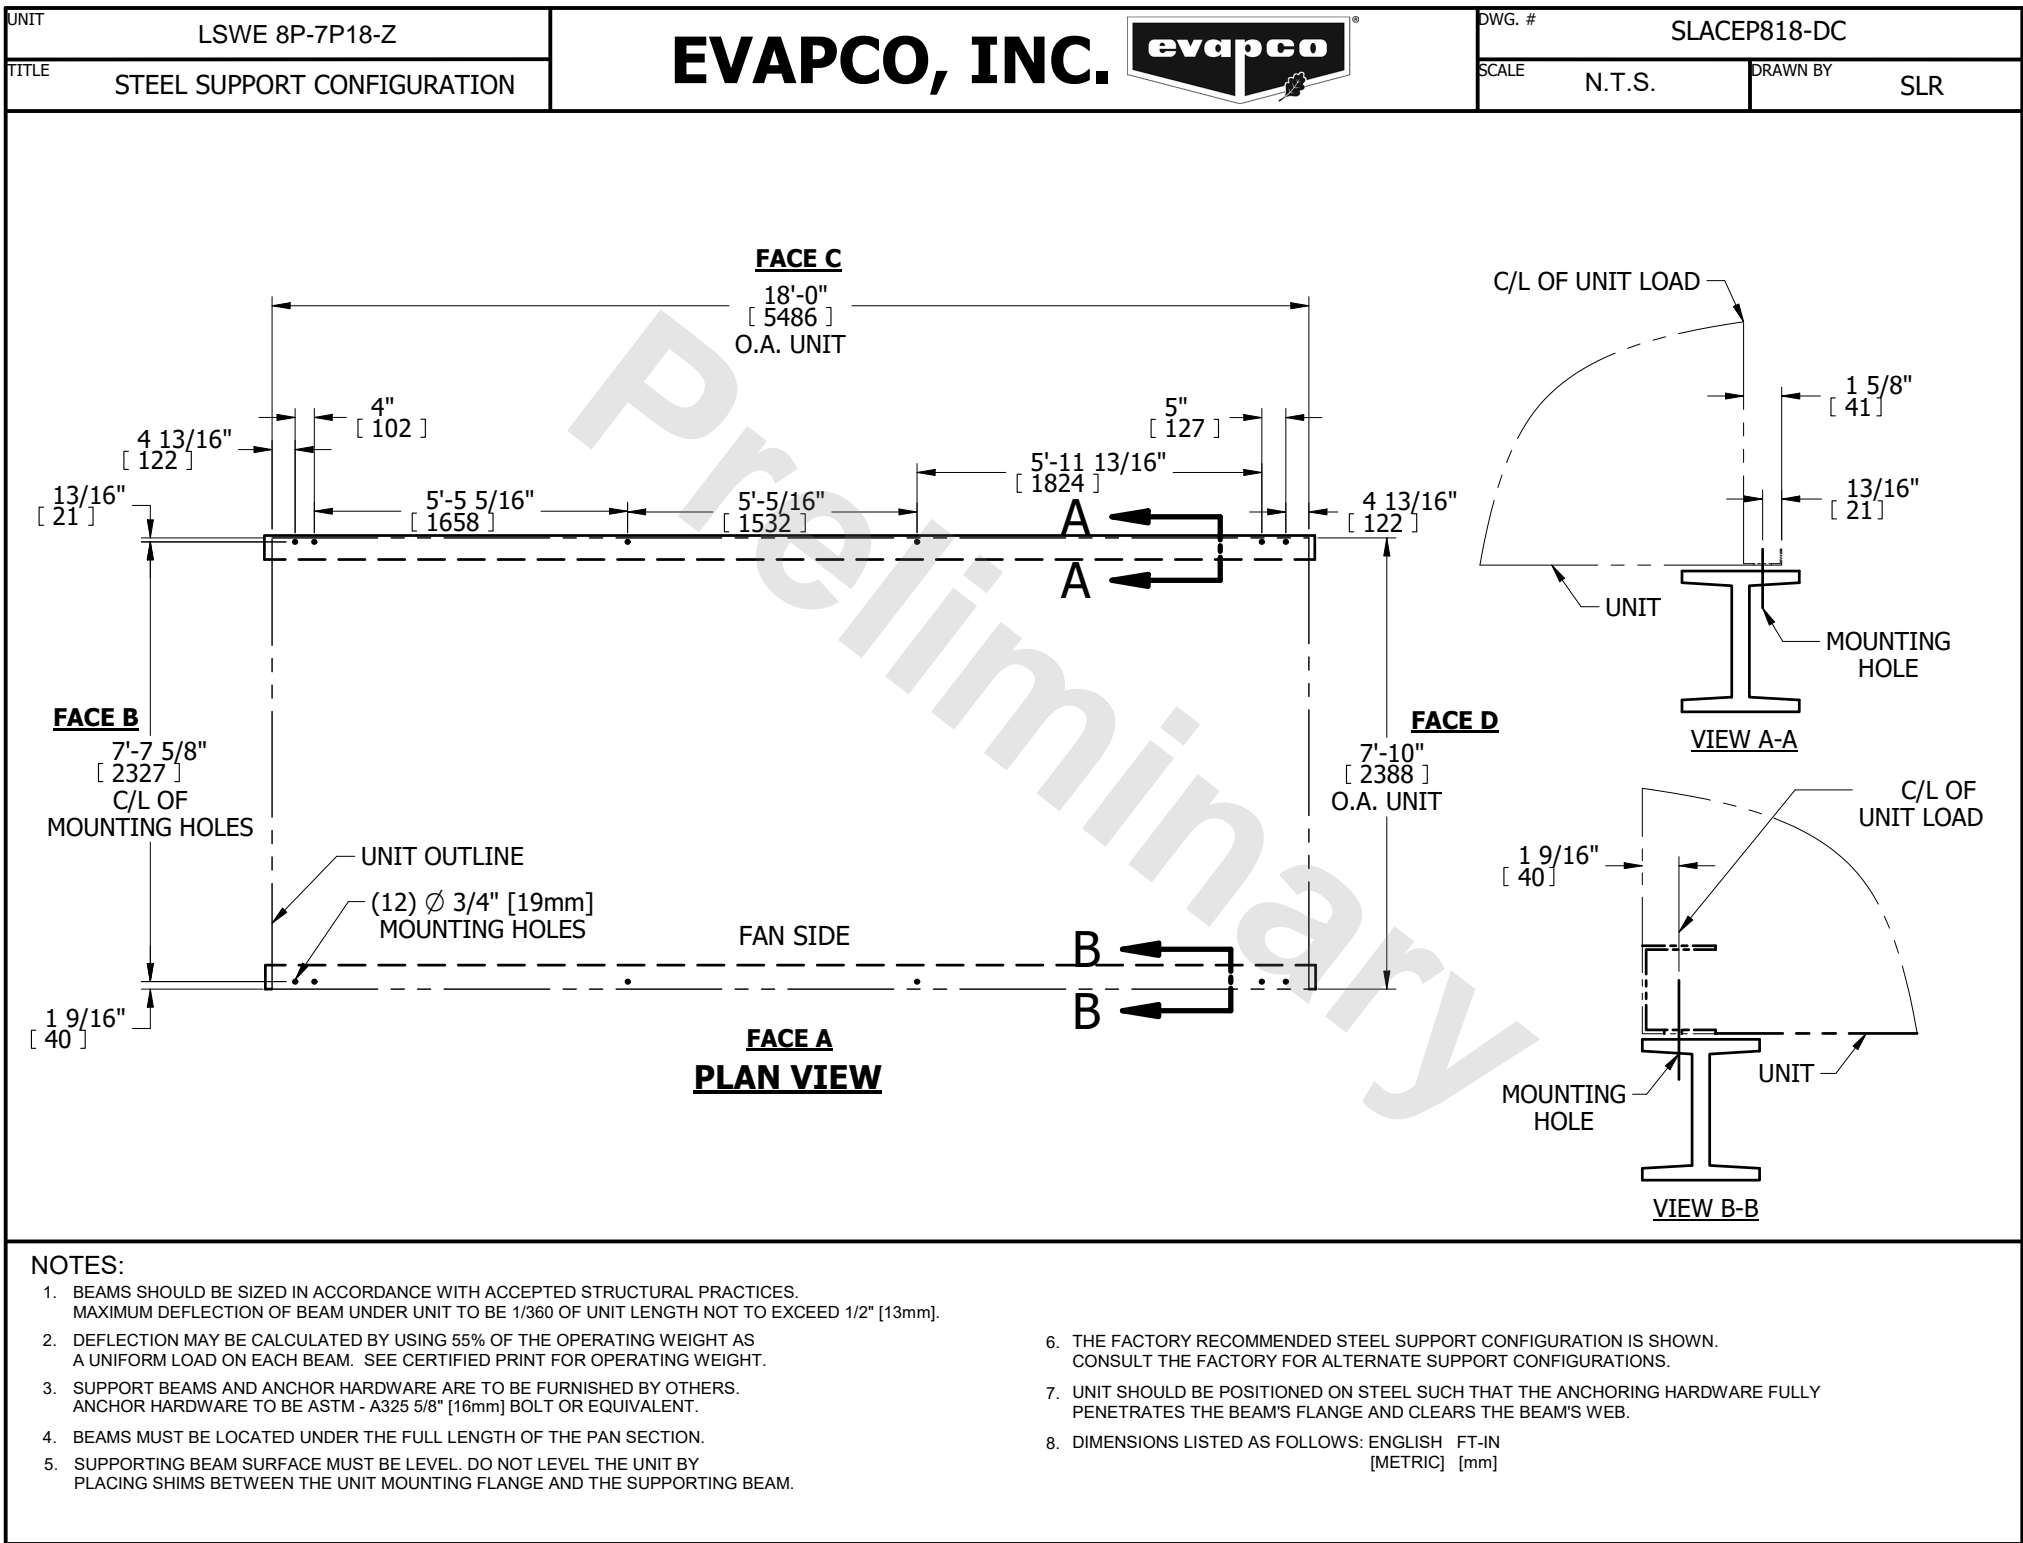 UNIT
LSWE 8P-7P18-Z
TITLE
STEEL SUPPORT CONFIGURATION
EVAPCO, INC.
evapco
®
DWG. #
SLACEP818-DC
SCALE
N.T.S.
DRAWN BY
SLR
FACE C
18'-0"
[ 5486 ]
O.A. UNIT
4"
[ 102 ]
4 13/16"
[ 122 ]
13/16"
[ 21 ]
5'-5 5/16"
[ 1658 ]
5'-5/16"
[ 1532 ]
5'-11 13/16"
[ 1824 ]
5"
[ 127 ]
4 13/16"
[ 122 ]
A
A
FACE B
7'-7 5/8"
[ 2327 ]
C/L OF
MOUNTING HOLES
FACE D
7'-10"
[ 2388 ]
O.A. UNIT
UNIT OUTLINE
(12) ∅ 3/4" [19mm]
MOUNTING HOLES
FAN SIDE
B
B
1 9/16"
[ 40 ]
FACE A
PLAN VIEW
Preliminary
C/L OF UNIT LOAD
1 5/8"
[ 41 ]
13/16"
[ 21 ]
UNIT
MOUNTING
HOLE
VIEW A-A
C/L OF
UNIT LOAD
1 9/16"
[ 40 ]
UNIT
MOUNTING
HOLE
VIEW B-B
NOTES:
1. BEAMS SHOULD BE SIZED IN ACCORDANCE WITH ACCEPTED STRUCTURAL PRACTICES.
MAXIMUM DEFLECTION OF BEAM UNDER UNIT TO BE 1/360 OF UNIT LENGTH NOT TO EXCEED 1/2" [13mm].
2. DEFLECTION MAY BE CALCULATED BY USING 55% OF THE OPERATING WEIGHT AS
A UNIFORM LOAD ON EACH BEAM. SEE CERTIFIED PRINT FOR OPERATING WEIGHT.
3. SUPPORT BEAMS AND ANCHOR HARDWARE ARE TO BE FURNISHED BY OTHERS.
ANCHOR HARDWARE TO BE ASTM - A325 5/8" [16mm] BOLT OR EQUIVALENT.
4. BEAMS MUST BE LOCATED UNDER THE FULL LENGTH OF THE PAN SECTION.
5. SUPPORTING BEAM SURFACE MUST BE LEVEL. DO NOT LEVEL THE UNIT BY
PLACING SHIMS BETWEEN THE UNIT MOUNTING FLANGE AND THE SUPPORTING BEAM.
6. THE FACTORY RECOMMENDED STEEL SUPPORT CONFIGURATION IS SHOWN.
CONSULT THE FACTORY FOR ALTERNATE SUPPORT CONFIGURATIONS.
7. UNIT SHOULD BE POSITIONED ON STEEL SUCH THAT THE ANCHORING HARDWARE FULLY
PENETRATES THE BEAM'S FLANGE AND CLEARS THE BEAM'S WEB.
8. DIMENSIONS LISTED AS FOLLOWS: ENGLISH FT-IN
[METRIC] [mm]